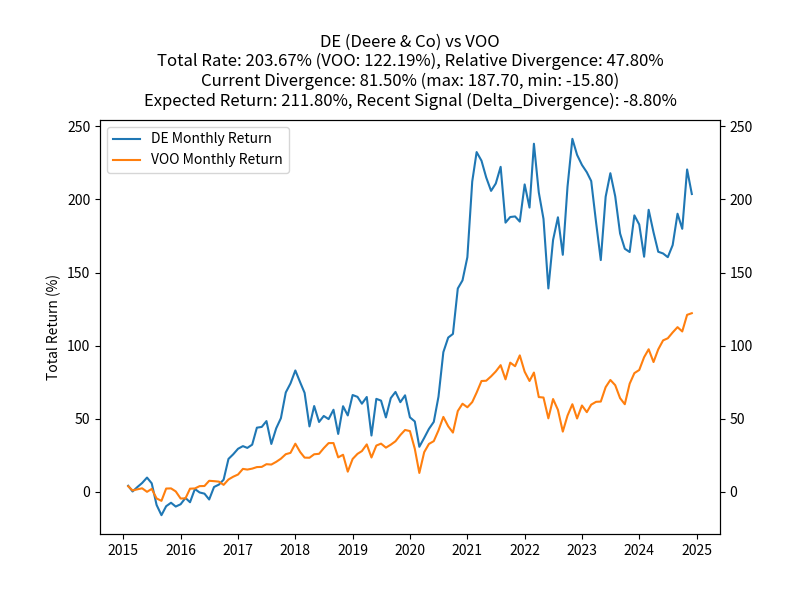 DE (Deere & Co) vs VOO
Total Rate: 203.67% (VOO: 122.19%), Relative Divergence: 47.80%
Current Divergence: 81.50% (max: 187.70, min: -15.80)
Expected Return: 211.80%, Recent Signal (Delta_Divergence): -8.80%
DE Monthly Return
VOO Monthly Return
Total Return (%)
250
200
150
100
50
0
250
200
150
100
50
0
2015 2016 2017 2018 2019 2020 2021 2022 2023 2024 2025